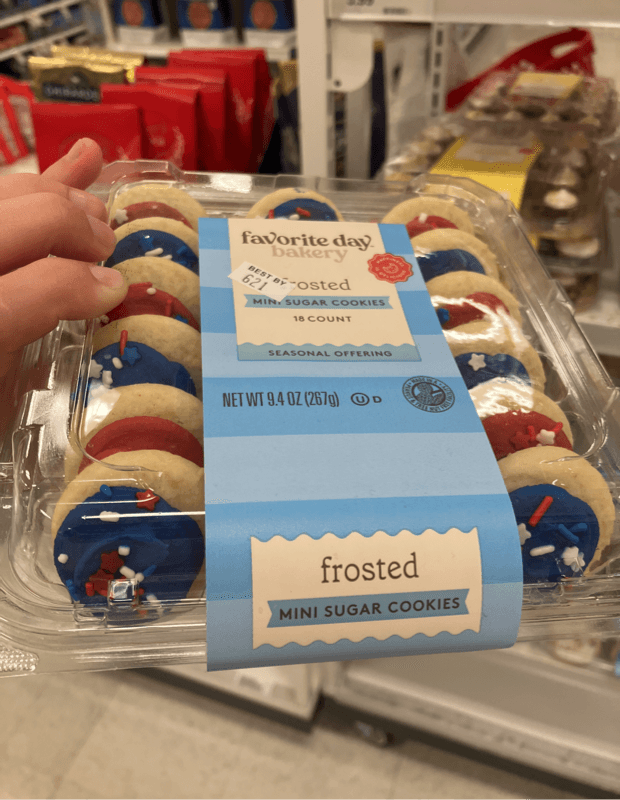 favorite day.
bakery
BEST BY
621
frosted
MINI SUGAR COOKIES
18 COUNT
SEASONAL OFFERING
NET WT 9.4 OZ (267g) U D
frosted
MINI SUGAR COOKIES